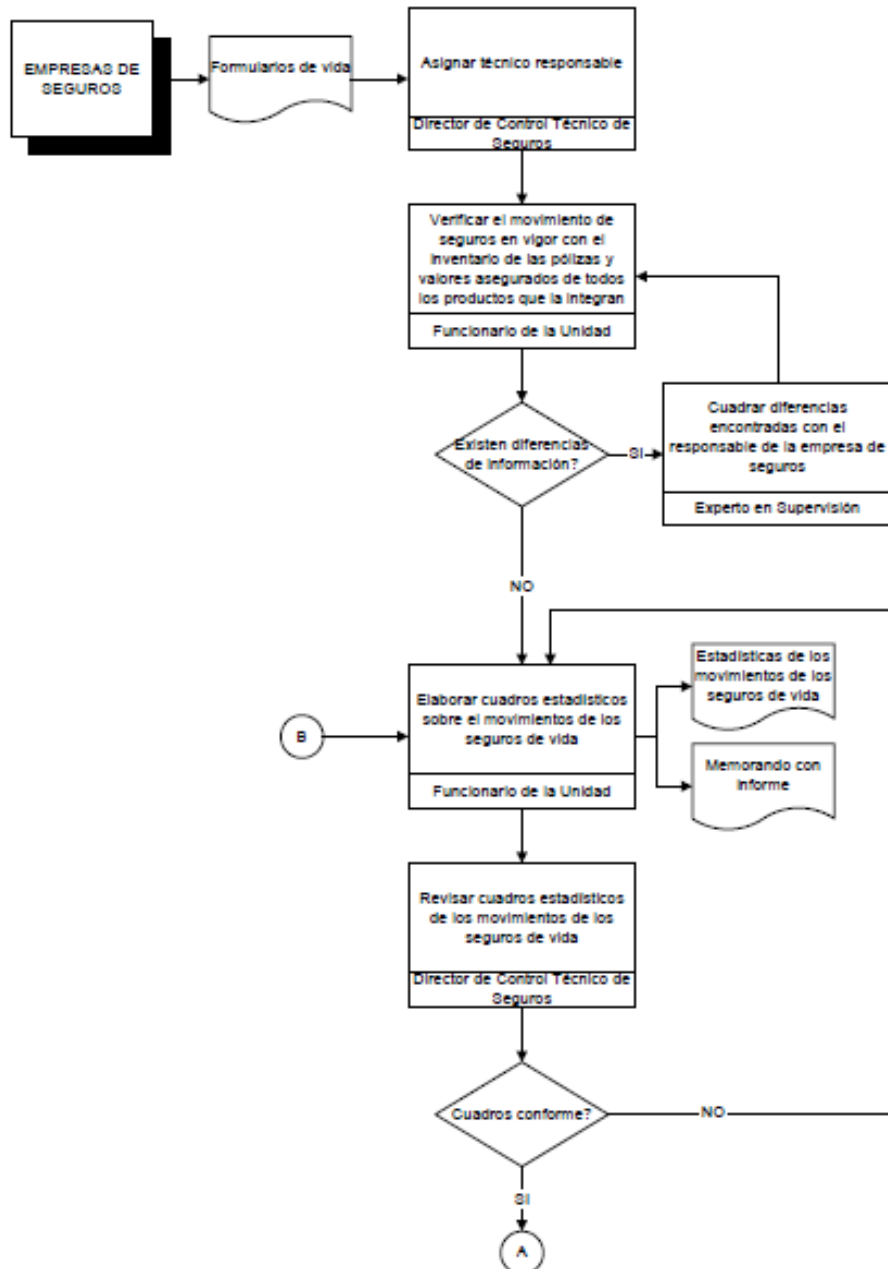 EMPRESAS DE
SEGUROS
Formularios de vida
Asignar técnico responsable
Director de Control Técnico de
Seguros
Verificar el movimiento de
seguros en vigor con el
inventario de las pólizas y
valores asegurados de todos
los productos que la integran
Funcionario de la Unidad
Existen diferencias
de información?
SI
Cuadrar diferencias
encontradas con el
responsable de la empresa de
seguros
Experto en Supervisión
NO
B
Elaborar cuadros estadísticos
sobre el movimientos de los
seguros de vida
Funcionario de la Unidad
Estadísticas de los
movimientos de los
seguros de vida
Memorando con
informe
Revisar cuadros estadísticos
de los movimientos de los
seguros de vida
Director de Control Técnico de
Seguros
Cuadros conforme?
NO
SI
A